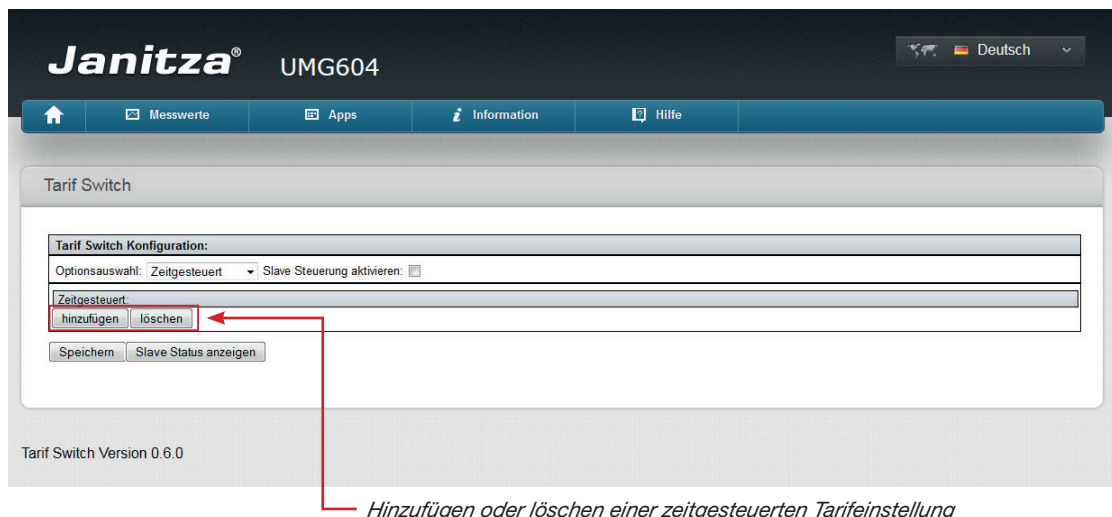 Janitza® UMG604
Deutsch
Messwerte Apps Information Hilfe
Tarif Switch
Tarif Switch Konfiguration:
Optionsauswahl: Zeitgesteuert Slave Steuerung aktivieren:
Zeitgesteuert:
hinzufügen löschen
Speichern Slave Status anzeigen
Tarif Switch Version 0.6.0
Hinzufügen oder löschen einer zeitgesteuerten Tarifeinstellung